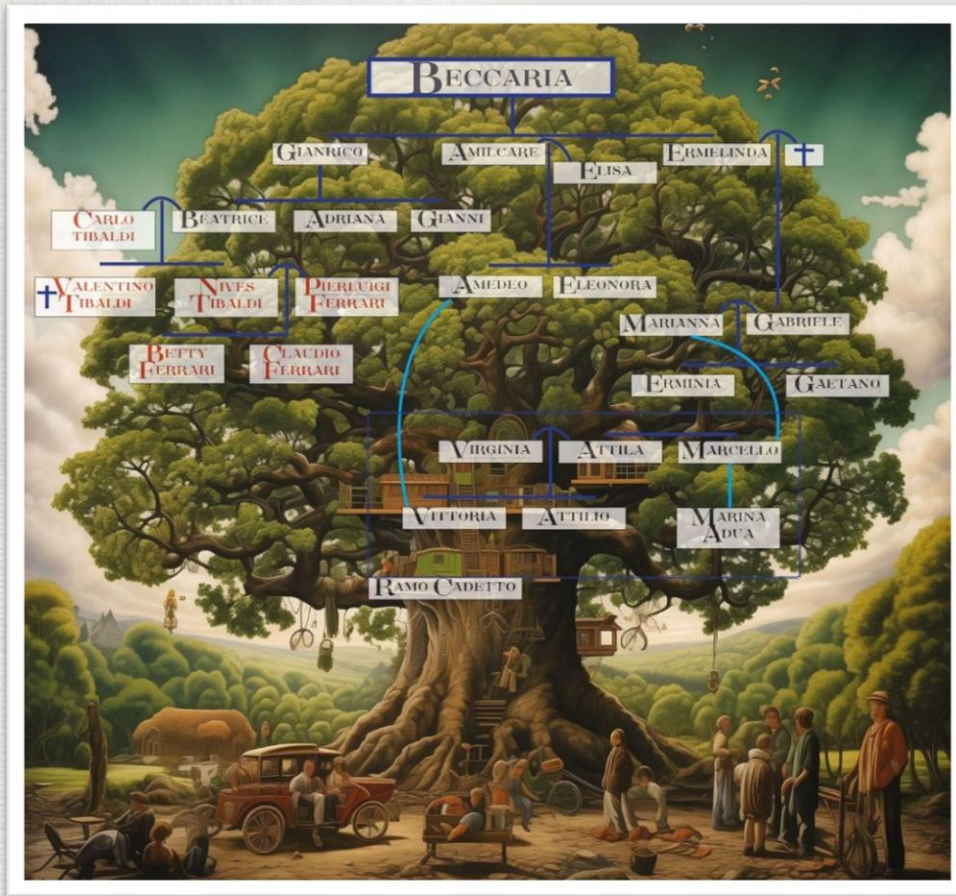 BECCARIA
GIANRICO
AMILCARE
ELISA
ERMELINDA
CARLO
TIBALDI
BEATRICE
ADRIANA
GIANNI
VALENTINO
TIBALDI
NIVES
TIBALDI
PIERLUIGI
FERRARI
AMEDEO
ELEONORA
MARIANNA
GABRIELE
BETTY
FERRARI
CLAUDIO
FERRARI
ERMINIA
GAETANO
VIRGINIA
ATTILA
MARCELLO
VITTORIA
ATTILIO
MARINA
ADUA
RAMO CADETTO